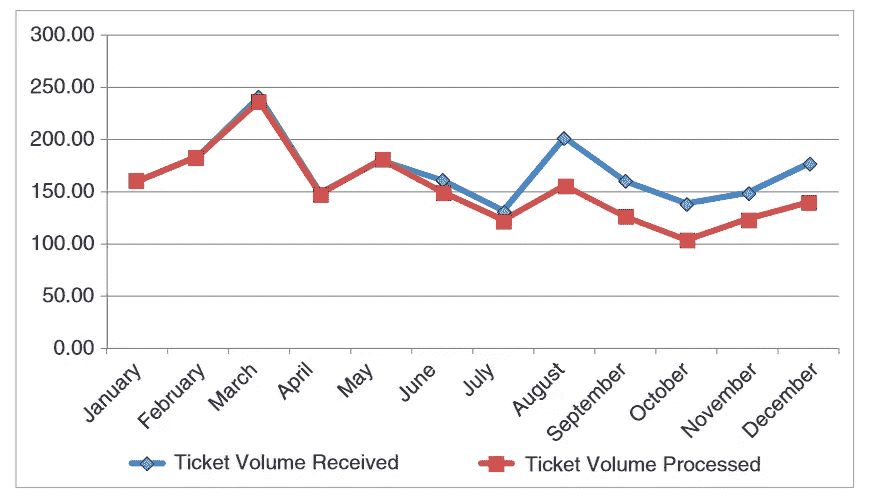 300.00
250.00
200.00
150.00
100.00
50.00
0.00
January
February
March
April
May
June
July
August
September
October
November
December
Ticket Volume Received
Ticket Volume Processed